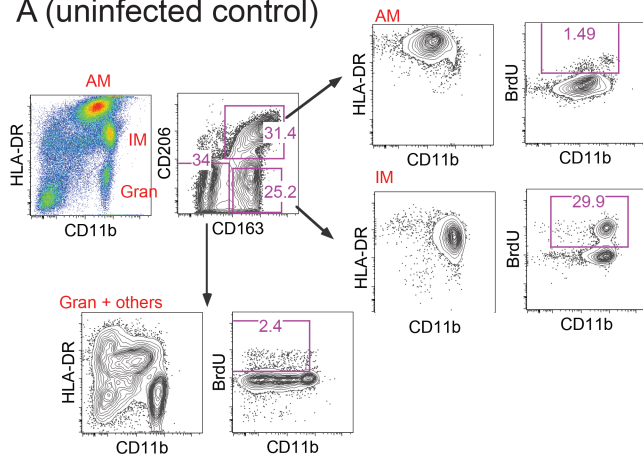 A (uninfected control)
AM
HLA-DR
IM
Gran
CD11b
CD206
31.4
34
25.2
CD163
AM
HLA-DR
CD11b
BrdU
1.49
CD11b
IM
HLA-DR
CD11b
BrdU
29.9
CD11b
Gran + others
HLA-DR
CD11b
BrdU
2.4
CD11b